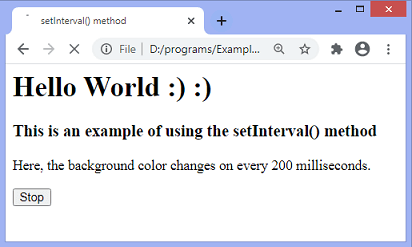 setInterval() method
File | D:/programs/Exampl...
Hello World :) :)
This is an example of using the setInterval() method
Here, the background color changes on every 200 milliseconds.
Stop